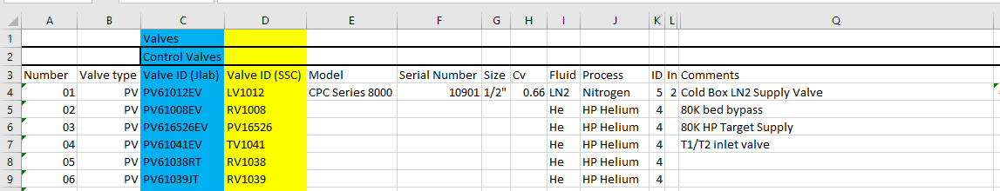 A B C D E F G H I J K L Q
1 Valves
2 Control Valves
3 Number Valve type Valve ID (Jlab) Valve ID (SSC) Model Serial Number Size Cv Fluid Process ID In Comments
4 01 PV PV61012EV LV1012 CPC Series 8000 10901 1/2" 0.66 LN2 Nitrogen 5 2 Cold Box LN2 Supply Valve
5 02 PV PV61008EV RV1008 He HP Helium 4 80K bed bypass
6 03 PV PV616526EV PV16526 He HP Helium 4 80K HP Target Supply
7 04 PV PV61041EV TV1041 He HP Helium 4 T1/T2 inlet valve
8 05 PV PV61038RT RV1038 He HP Helium 4
9 06 PV PV61039JT RV1039 He HP Helium 4